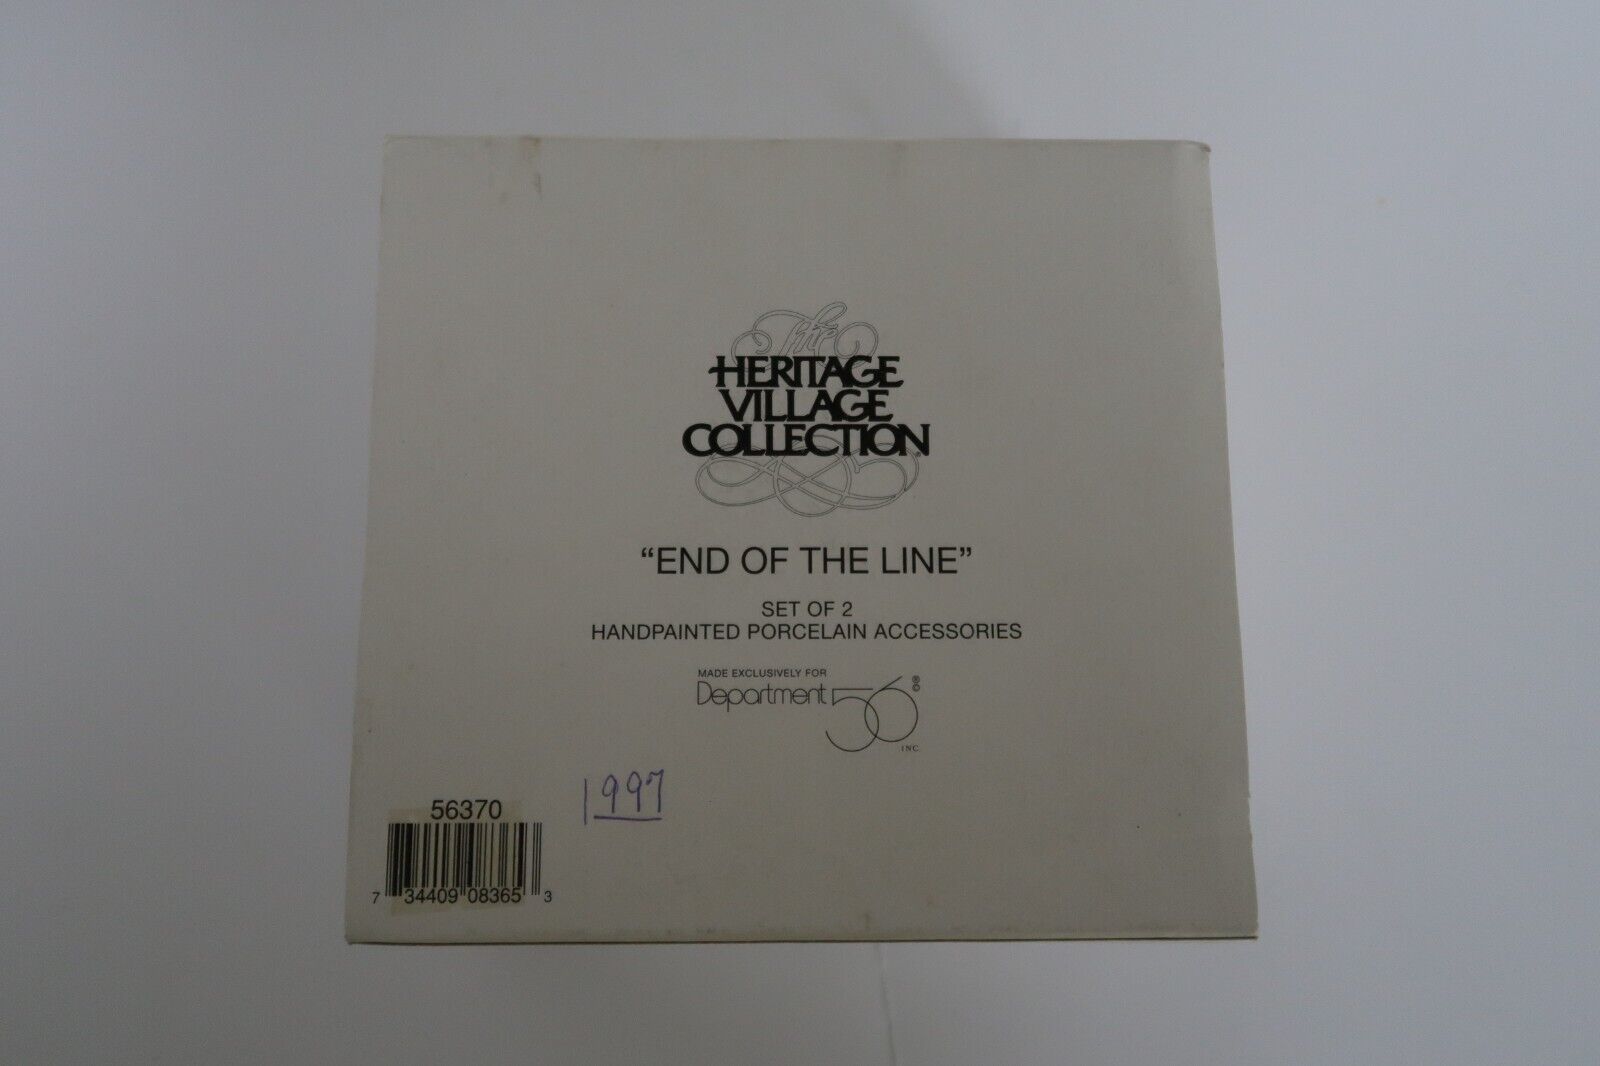 The
HERITAGE
VILLAGE
COLLECTION®
“END OF THE LINE”
SET OF 2
HANDPAINTED PORCELAIN ACCESSORIES
MADE EXCLUSIVELY FOR
Department 56 ® ©
INC.
1997
56370
7 34409 08365 3